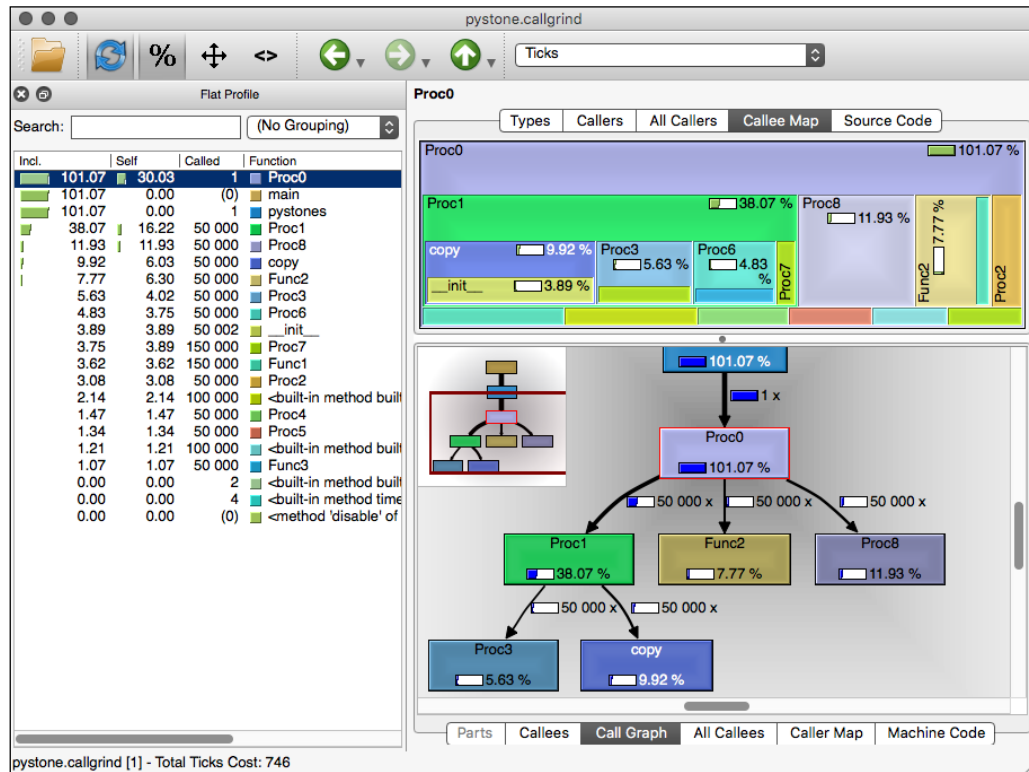 pystone.callgrind
%
<>
Ticks
Flat Profile
Search:
(No Grouping)
Incl. Self Called Function
101.07 30.03 1 Proc0
101.07 0.00 (0) main
101.07 0.00 1 pystones
38.07 16.22 50 000 Proc1
11.93 11.93 50 000 Proc8
9.92 6.03 50 000 copy
7.77 6.30 50 000 Func2
5.63 4.02 50 000 Proc3
4.83 3.75 50 000 Proc6
3.89 3.89 50 002 __init__
3.75 3.89 150 000 Proc7
3.62 3.62 150 000 Func1
3.08 3.08 50 000 Proc2
2.14 2.14 100 000 <built-in method buil
1.47 1.47 50 000 Proc4
1.34 1.34 50 000 Proc5
1.21 1.21 100 000 <built-in method buil
1.07 1.07 50 000 Func3
0.00 0.00 2 <built-in method buil
0.00 0.00 4 <built-in method time
0.00 0.00 (0) <method 'disable' of
Proc0
Types Callers All Callers Callee Map Source Code
Proc0 101.07 %
Proc1 38.07 %
Proc8
11.93 %
Func2 7.77 %
Proc2
copy 9.92 %
__init__ 3.89 %
Proc3
5.63 %
Proc6
4.83
%
Proc7
101.07 %
1 x
Proc0
101.07 %
50 000 x 50 000 x 50 000 x
Proc1
38.07 %
Func2
7.77 %
Proc8
11.93 %
50 000 x 50 000 x
Proc3
5.63 %
copy
9.92 %
Parts Callees Call Graph All Callees Caller Map Machine Code
pystone.callgrind [1] - Total Ticks Cost: 746